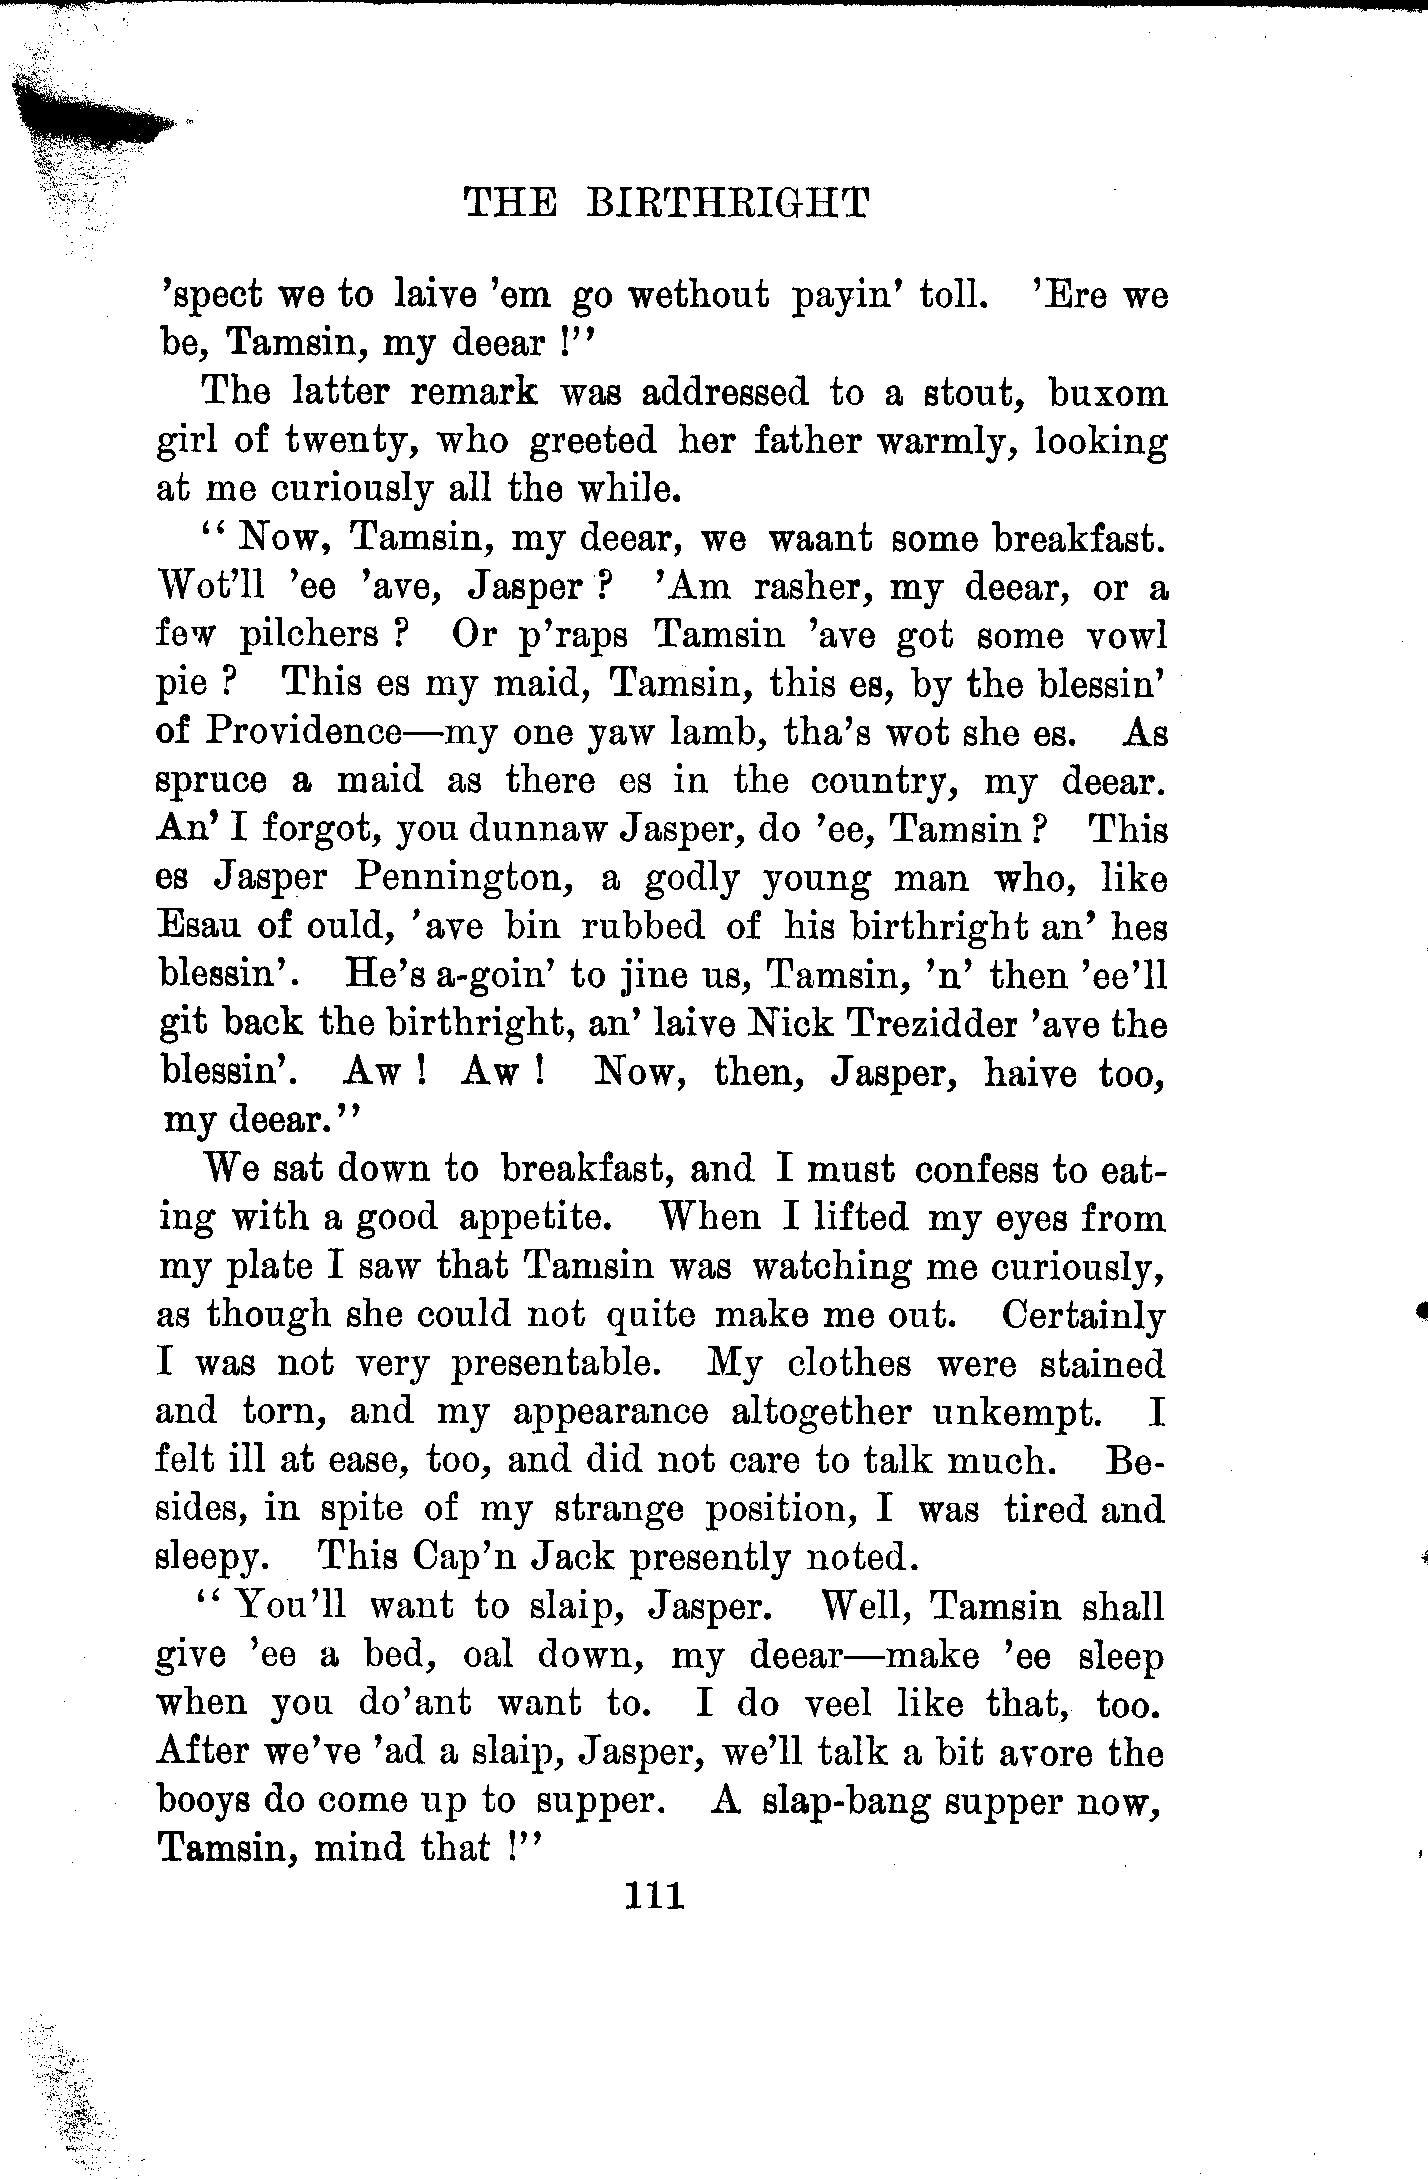 THE BIRTHRIGHT
'spect we to laive 'em go wethout payin' toll. 'Ere we
be, Tamsin, my deear !"
The latter remark was addressed to a stout, buxom
girl of twenty, who greeted her father warmly, looking
at me curiously all the while.
"Now, Tamsin, my deear, we waant some breakfast.
Wot'll 'ee 'ave, Jasper ? 'Am rasher, my deear, or a
few pilchers ? Or p'raps Tamsin 'ave got some vowl
pie ? This es my maid, Tamsin, this es, by the blessin'
of Providence—my one yaw lamb, tha's wot she es. As
spruce a maid as there es in the country, my deear.
An' I forgot, you dunnaw Jasper, do 'ee, Tamsin ? This
es Jasper Pennington, a godly young man who, like
Esau of ould, 'ave bin rubbed of his birthright an' hes
blessin'. He's a-goin' to jine us, Tamsin, 'n' then 'ee'll
git back the birthright, an' laive Nick Trezidder 'ave the
blessin'. Aw ! Aw ! Now, then, Jasper, haive too,
my deear."
We sat down to breakfast, and I must confess to eat-
ing with a good appetite. When I lifted my eyes from
my plate I saw that Tamsin was watching me curiously,
as though she could not quite make me out. Certainly
I was not very presentable. My clothes were stained
and torn, and my appearance altogether unkempt. I
felt ill at ease, too, and did not care to talk much. Be-
sides, in spite of my strange position, I was tired and
sleepy. This Cap'n Jack presently noted.
"You'll want to slaip, Jasper. Well, Tamsin shall
give 'ee a bed, oal down, my deear—make 'ee sleep
when you do'ant want to. I do veel like that, too.
After we've 'ad a slaip, Jasper, we'll talk a bit avore the
booys do come up to supper. A slap-bang supper now,
Tamsin, mind that !"
111